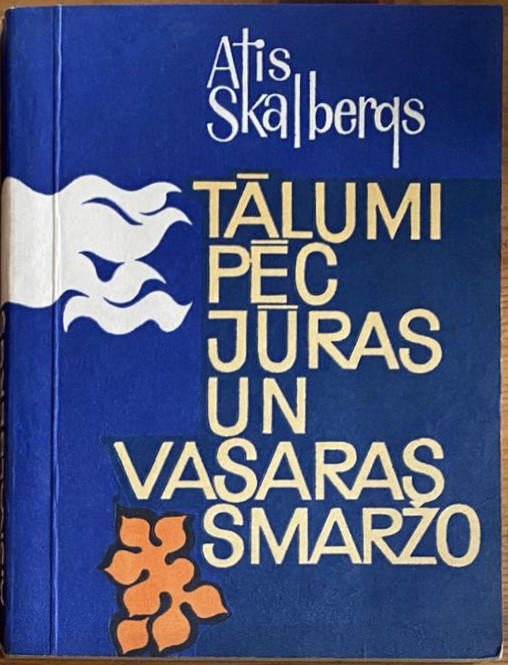 Atis
Skalbergs
TĀLUMI
PĒC
JŪRAS
UN
VASARAS
SMARŽO